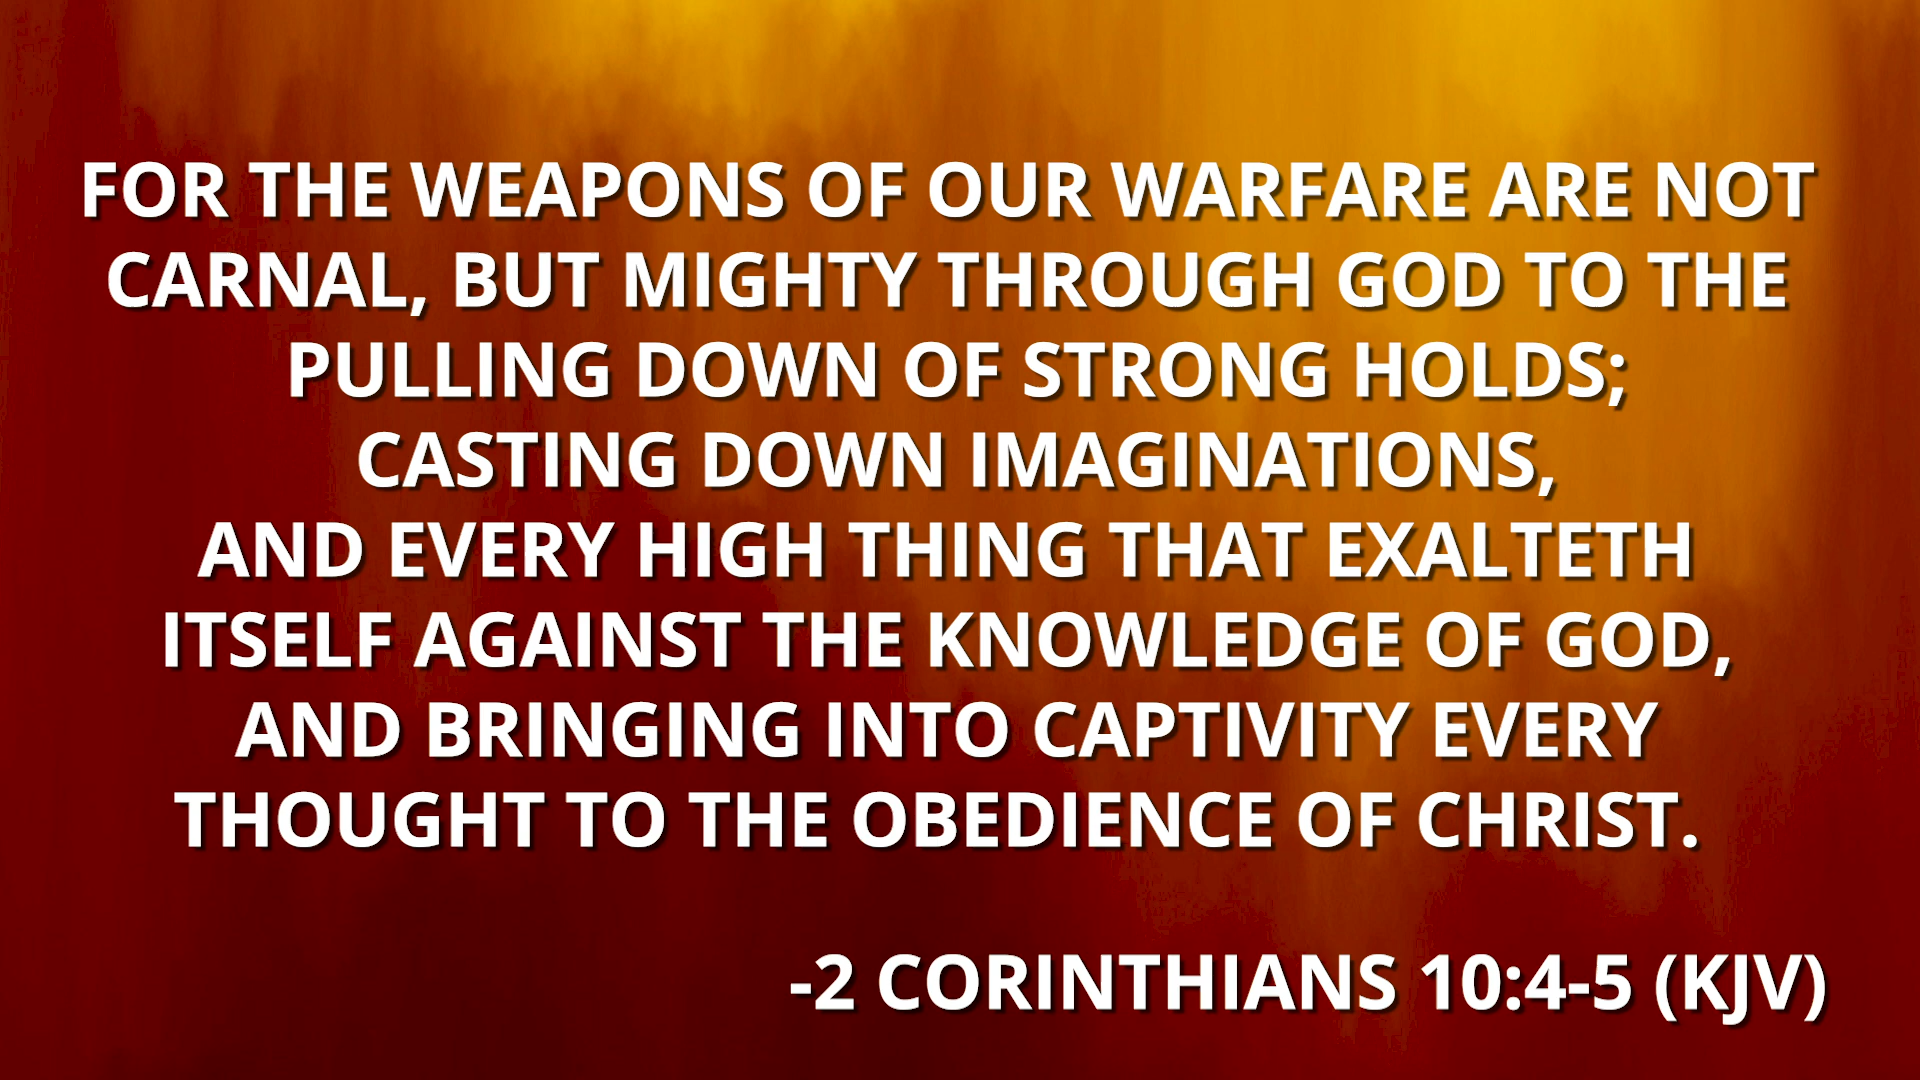 FOR THE WEAPONS OF OUR WARFARE ARE NOT
CARNAL, BUT MIGHTY THROUGH GOD TO THE
PULLING DOWN OF STRONG HOLDS;
CASTING DOWN IMAGINATIONS,
AND EVERY HIGH THING THAT EXALTETH
ITSELF AGAINST THE KNOWLEDGE OF GOD,
AND BRINGING INTO CAPTIVITY EVERY
THOUGHT TO THE OBEDIENCE OF CHRIST.
-2 CORINTHIANS 10:4-5 (KJV)